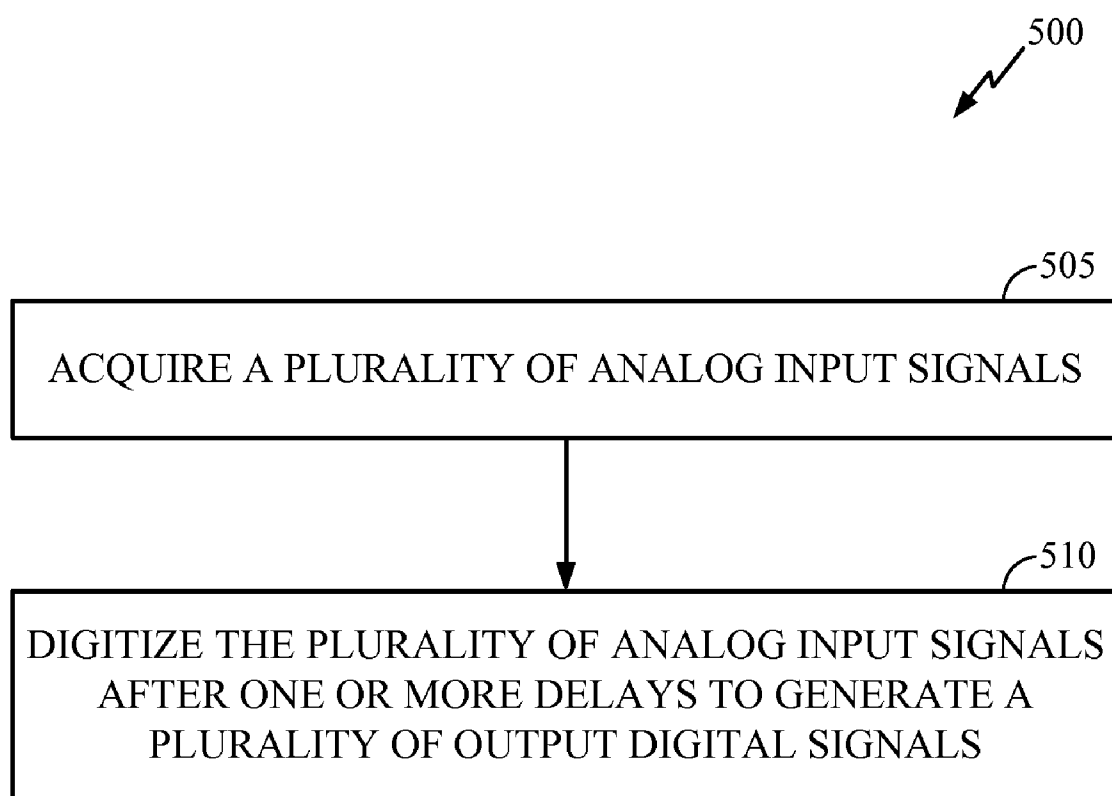 500
505
ACQUIRE A PLURALITY OF ANALOG INPUT SIGNALS
510
DIGITIZE THE PLURALITY OF ANALOG INPUT SIGNALS
AFTER ONE OR MORE DELAYS TO GENERATE A
PLURALITY OF OUTPUT DIGITAL SIGNALS